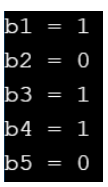 b1 = 1
b2 = 0
b3 = 1
b4 = 1
b5 = 0